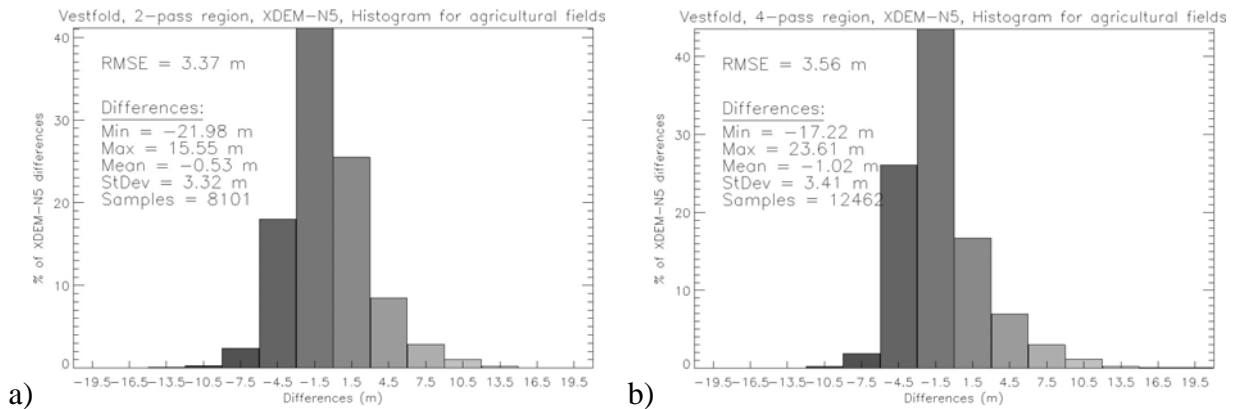 Vestfold, 2-pass region, XDEM-N5, Histogram for agricultural fields
40
30
20
10
0
% of XDEM-N5 differences
RMSE = 3.37 m
Differences:
Min = -21.98 m
Max = 15.55 m
Mean = -0.53 m
StDev = 3.32 m
Samples = 8101
-19.5 -16.5 -13.5 -10.5 -7.5 -4.5 -1.5 1.5 4.5 7.5 10.5 13.5 16.5 19.5
Differences (m)
a)
Vestfold, 4-pass region, XDEM-N5, Histogram for agricultural fields
40
30
20
10
0
% of XDEM-N5 differences
RMSE = 3.56 m
Differences:
Min = -17.22 m
Max = 23.61 m
Mean = -1.02 m
StDev = 3.41 m
Samples = 12462
-19.5 -16.5 -13.5 -10.5 -7.5 -4.5 -1.5 1.5 4.5 7.5 10.5 13.5 16.5 19.5
Differences (m)
b)